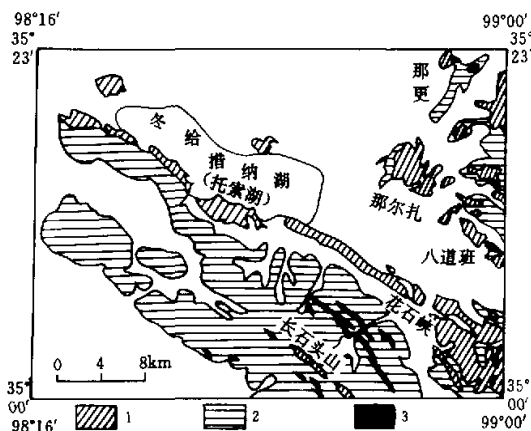 98°16′
99°00′
35°
23′
35°
23′
那更
冬给措纳湖
(托索湖)
那尔扎
八道班
花石峡
长石头山
0 4 8km
35°
00′
35°
00′
98°16′
99°00′
1
2
3